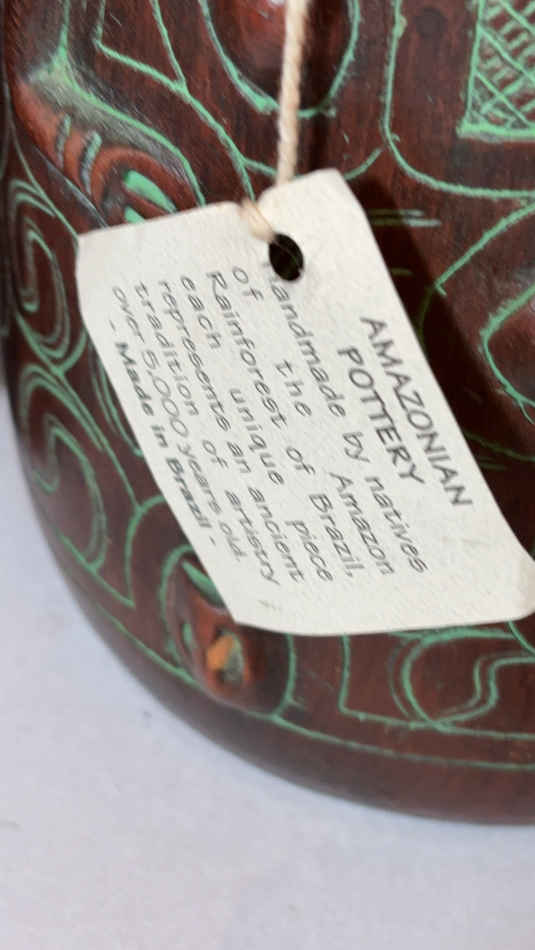 AMAZONIAN
POTTERY
Handmade by natives
of the Amazon
Rainforest of Brazil,
each unique piece
represents an ancient
tradition of artistry
over 5,000 years old.
- Made in Brazil -